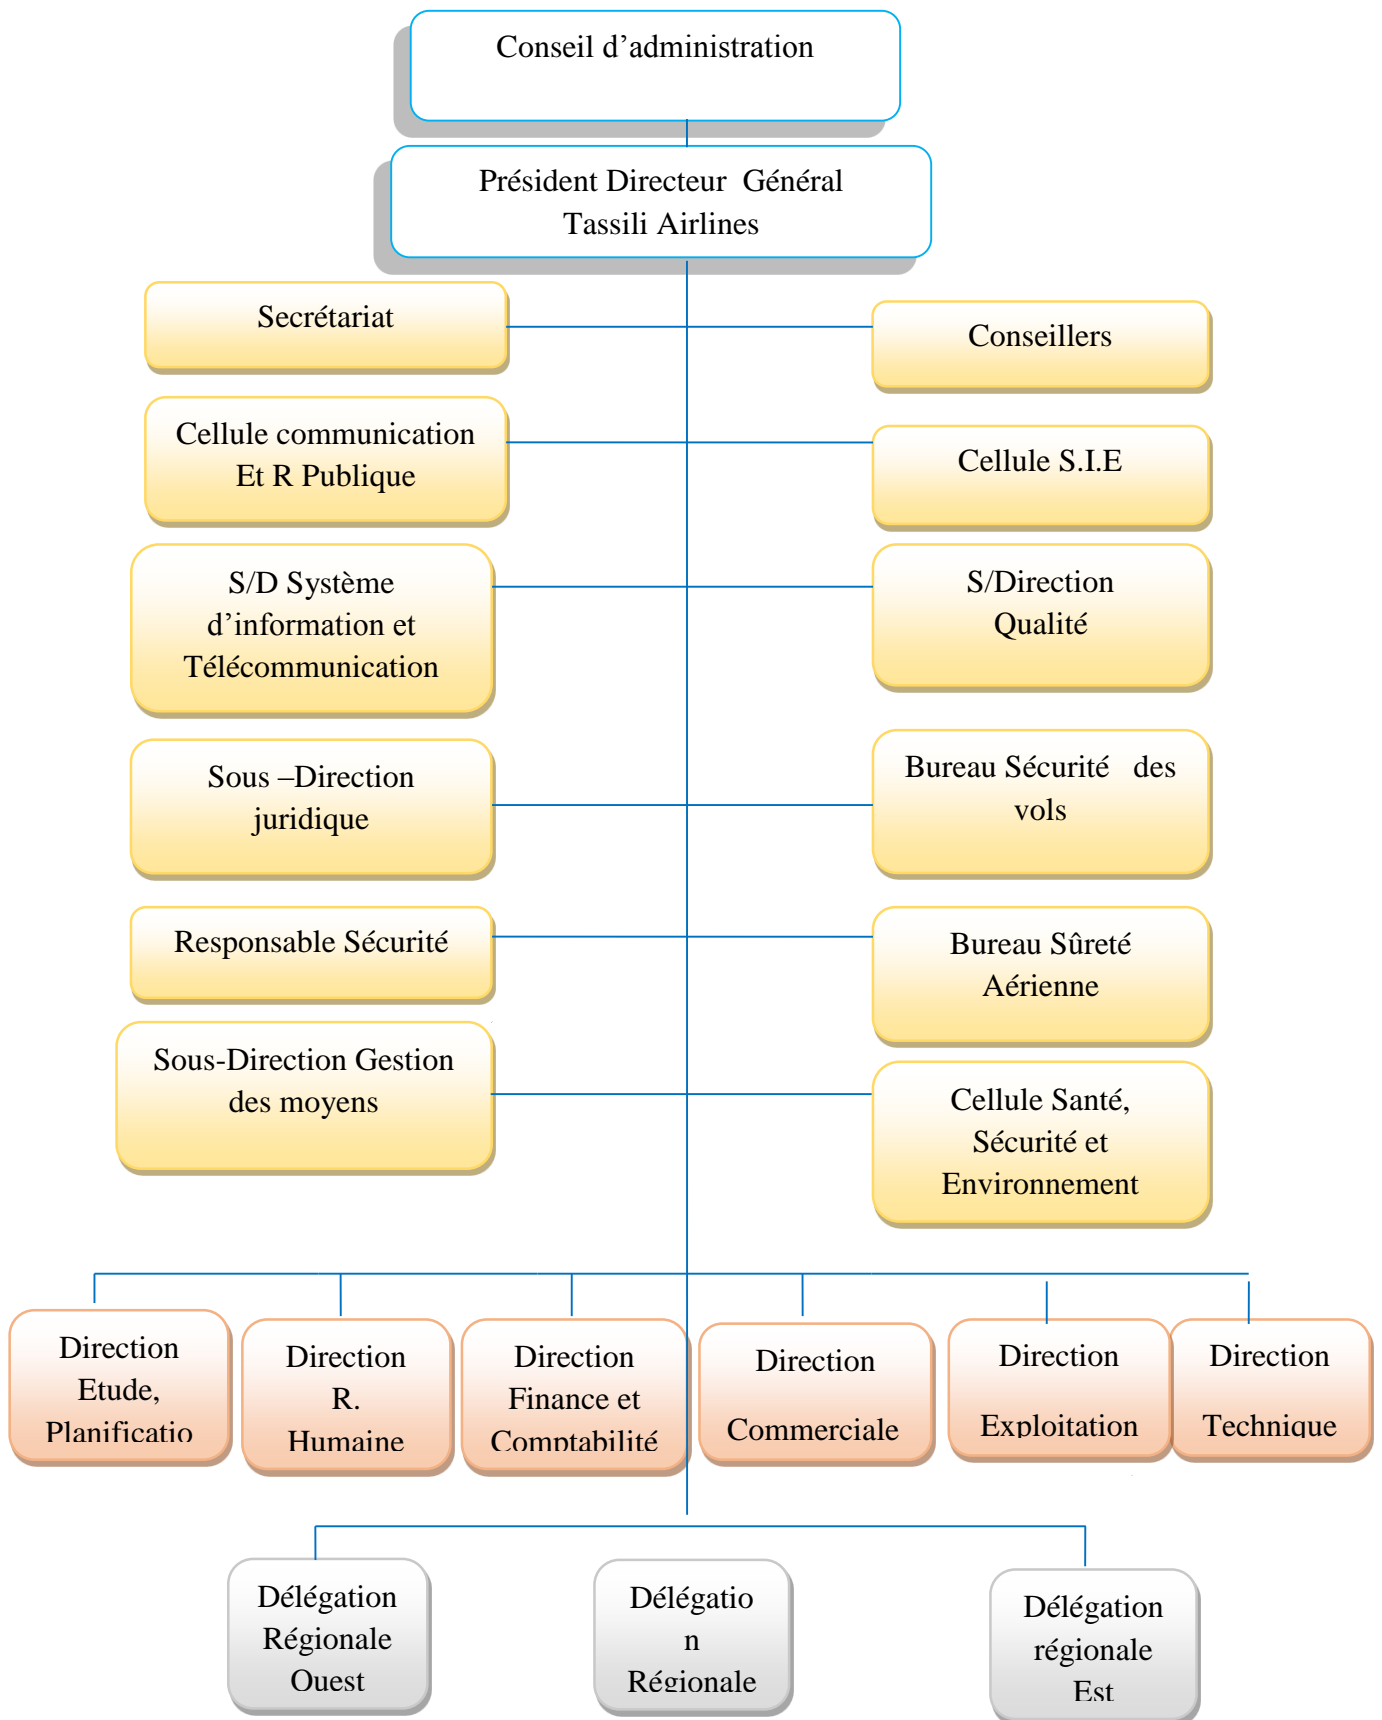 Conseil d’administration
Président Directeur Général
Tassili Airlines
Secrétariat
Conseillers
Cellule communication
Et R Publique
Cellule S.I.E
S/D Système
d’information et
Télécommunication
S/Direction
Qualité
Sous –Direction
juridique
Bureau Sécurité des
vols
Responsable Sécurité
Bureau Sûreté
Aérienne
Sous-Direction Gestion
des moyens
Cellule Santé,
Sécurité et
Environnement
Direction
Etude,
Planificatio
Direction
R.
Humaine
Direction
Finance et
Comptabilité
Direction
Commerciale
Direction
Exploitation
Direction
Technique
Délégation
Régionale
Ouest
Délégatio
n
Régionale
Délégation
régionale
Est